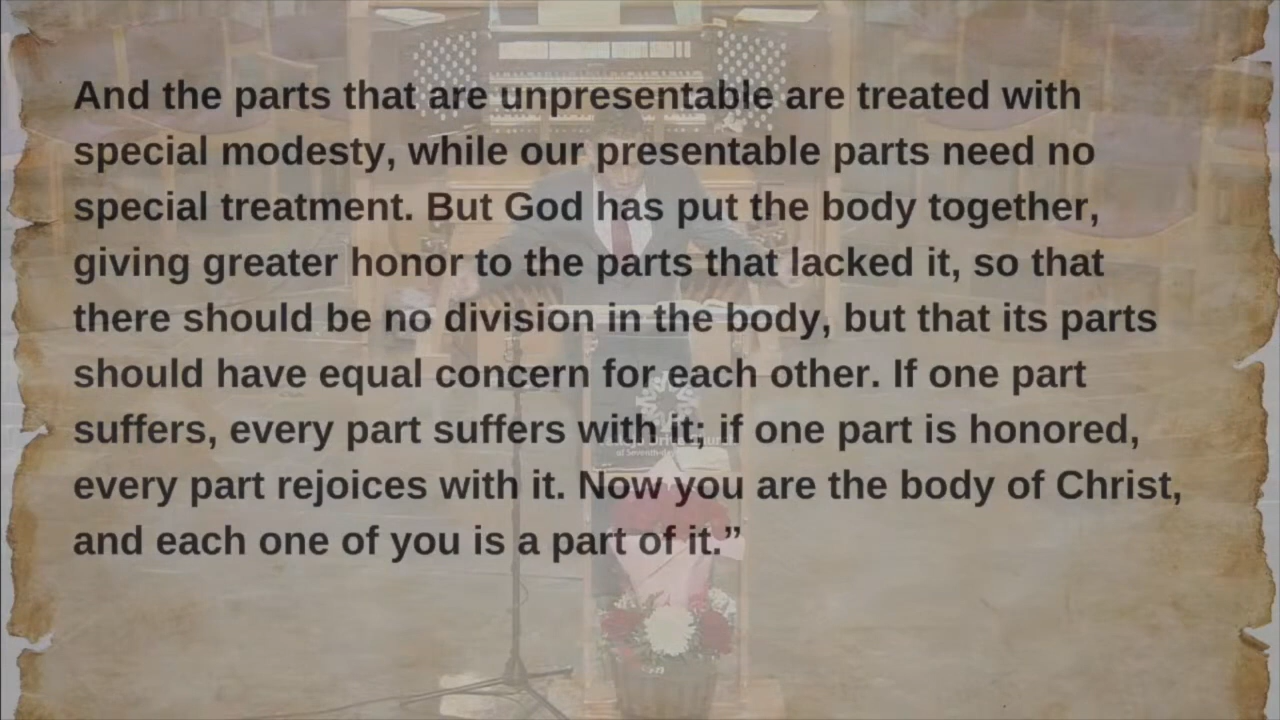 And the parts that are unpresentable are treated with
special modesty, while our presentable parts need no
special treatment. But God has put the body together,
giving greater honor to the parts that lacked it, so that
there should be no division in the body, but that its parts
should have equal concern for each other. If one part
suffers, every part suffers with it; if one part is honored,
every part rejoices with it. Now you are the body of Christ,
and each one of you is a part of it.”
of Seventh-